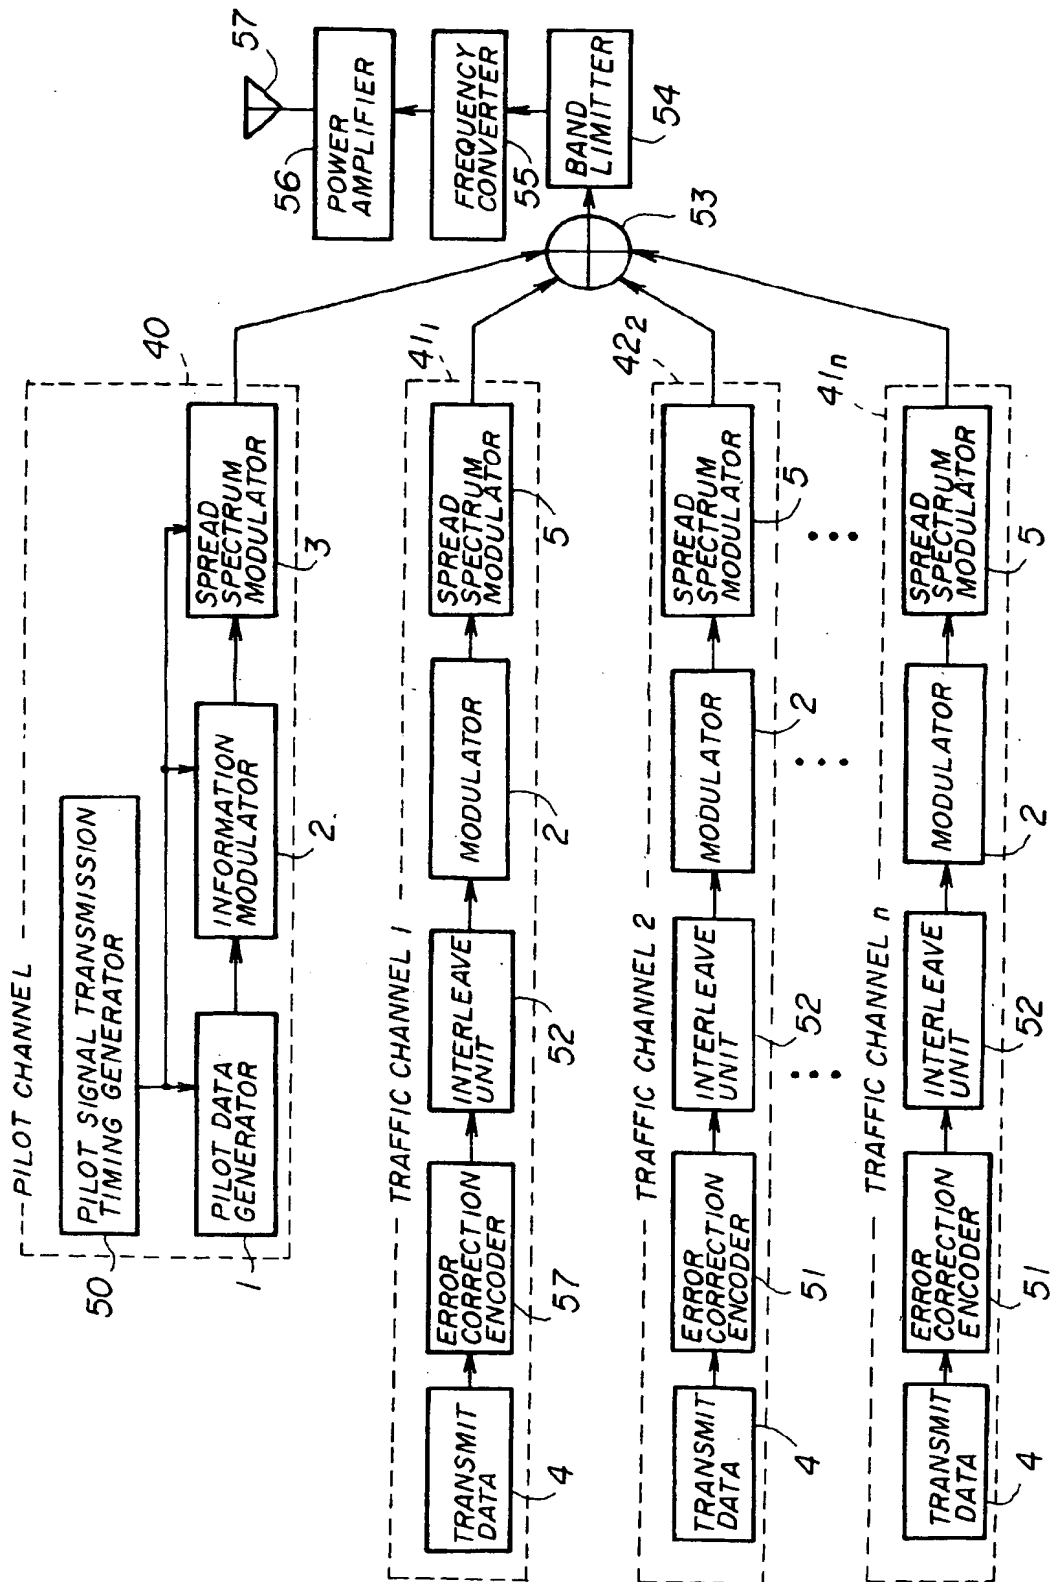 PILOT CHANNEL
40
PILOT SIGNAL TRANSMISSION
TIMING GENERATOR
50
PILOT DATA
GENERATOR
1
INFORMATION
MODULATOR
2
SPREAD
SPECTRUM
MODULATOR
3
TRAFFIC CHANNEL 1
41₁
TRANSMIT
DATA
4
ERROR
CORRECTION
ENCODER
57
INTERLEAVE
UNIT
52
MODULATOR
2
SPREAD
SPECTRUM
MODULATOR
5
TRAFFIC CHANNEL 2
42₂
TRANSMIT
DATA
4
ERROR
CORRECTION
ENCODER
51
INTERLEAVE
UNIT
52
MODULATOR
2
SPREAD
SPECTRUM
MODULATOR
5
TRAFFIC CHANNEL n
41n
TRANSMIT
DATA
4
ERROR
CORRECTION
ENCODER
51
INTERLEAVE
UNIT
52
MODULATOR
2
SPREAD
SPECTRUM
MODULATOR
5
53
BAND
LIMITTER
54
FREQUENCY
CONVERTER
55
POWER
AMPLIFIER
56
57